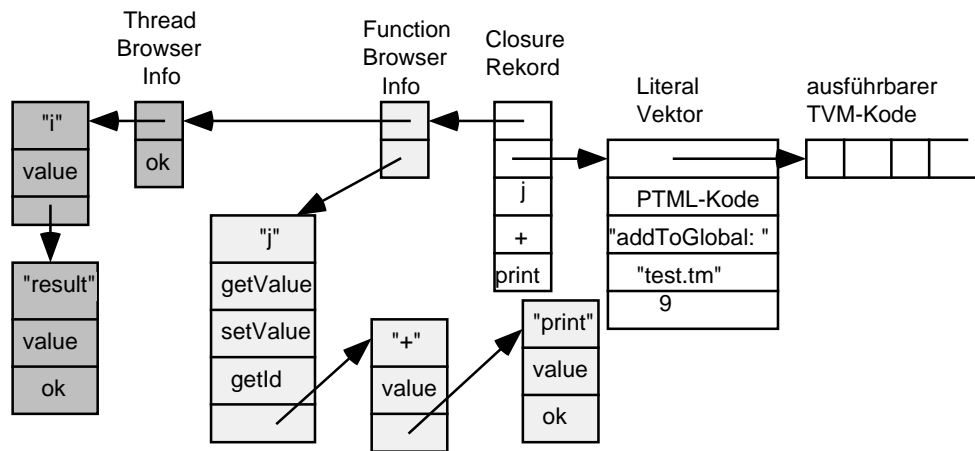 Thread
Browser
Info
Function
Browser
Info
Closure
Rekord
Literal
Vektor
ausführbarer
TVM-Kode
"i"
value
ok
"result"
value
ok
"j"
getValue
setValue
getId
"+"
value
"print"
value
ok
j
+
print
PTML-Kode
"addToGlobal: "
"test.tm"
9